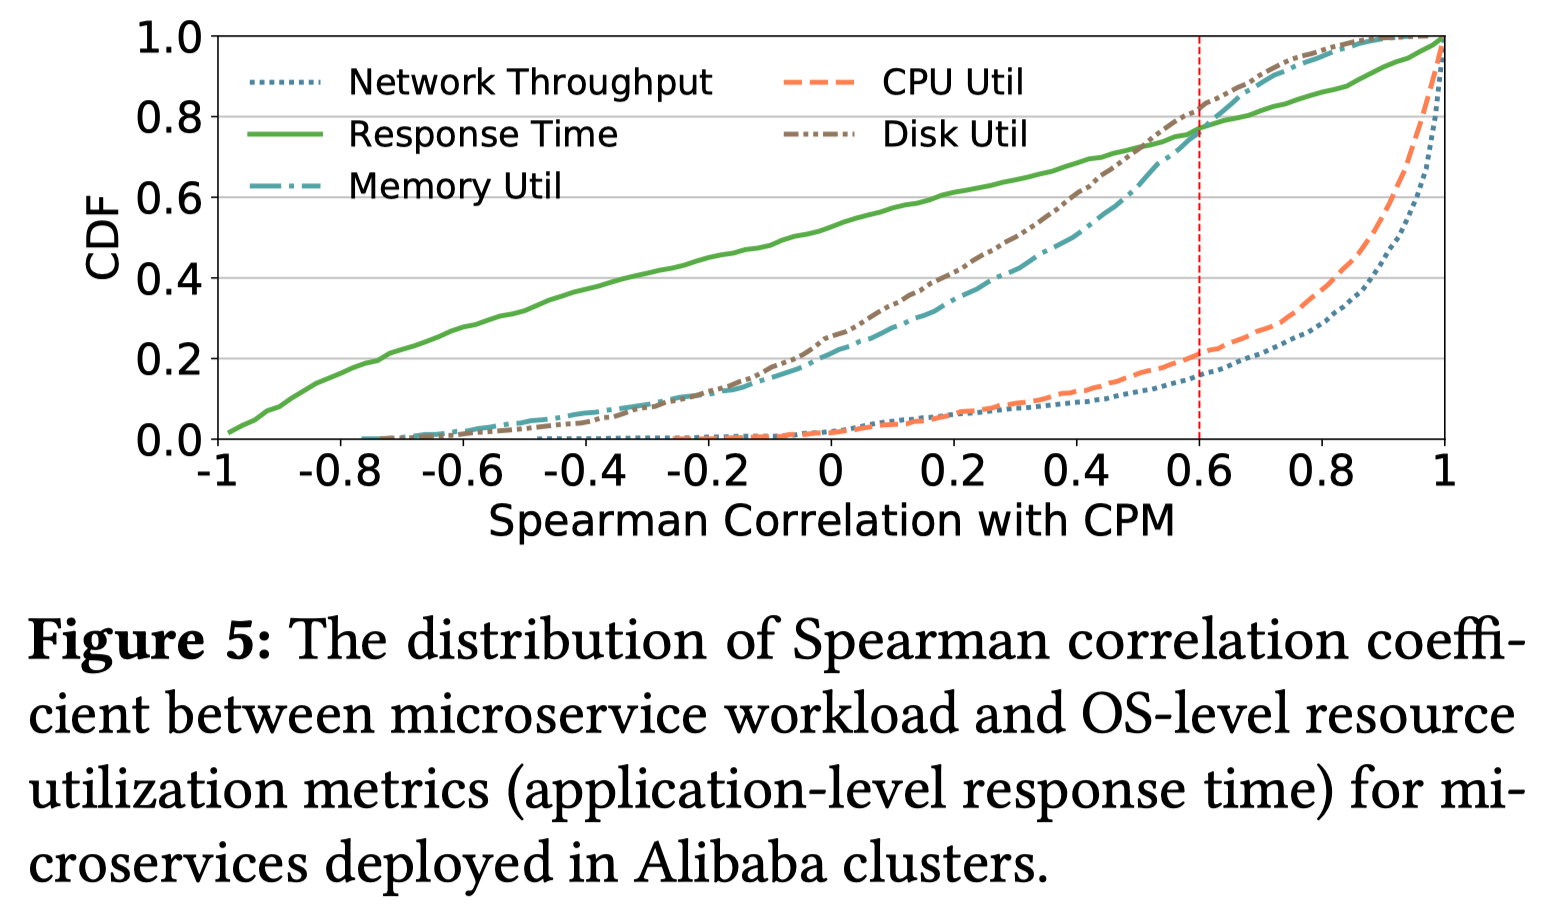 1.0
0.8
0.6
0.4
0.2
0.0
CDF
Network Throughput
Response Time
Memory Util
CPU Util
Disk Util
-1 -0.8 -0.6 -0.4 -0.2 0 0.2 0.4 0.6 0.8 1
Spearman Correlation with CPM
Figure 5: The distribution of Spearman correlation coeffi-
cient between microservice workload and OS-level resource
utilization metrics (application-level response time) for mi-
croservices deployed in Alibaba clusters.